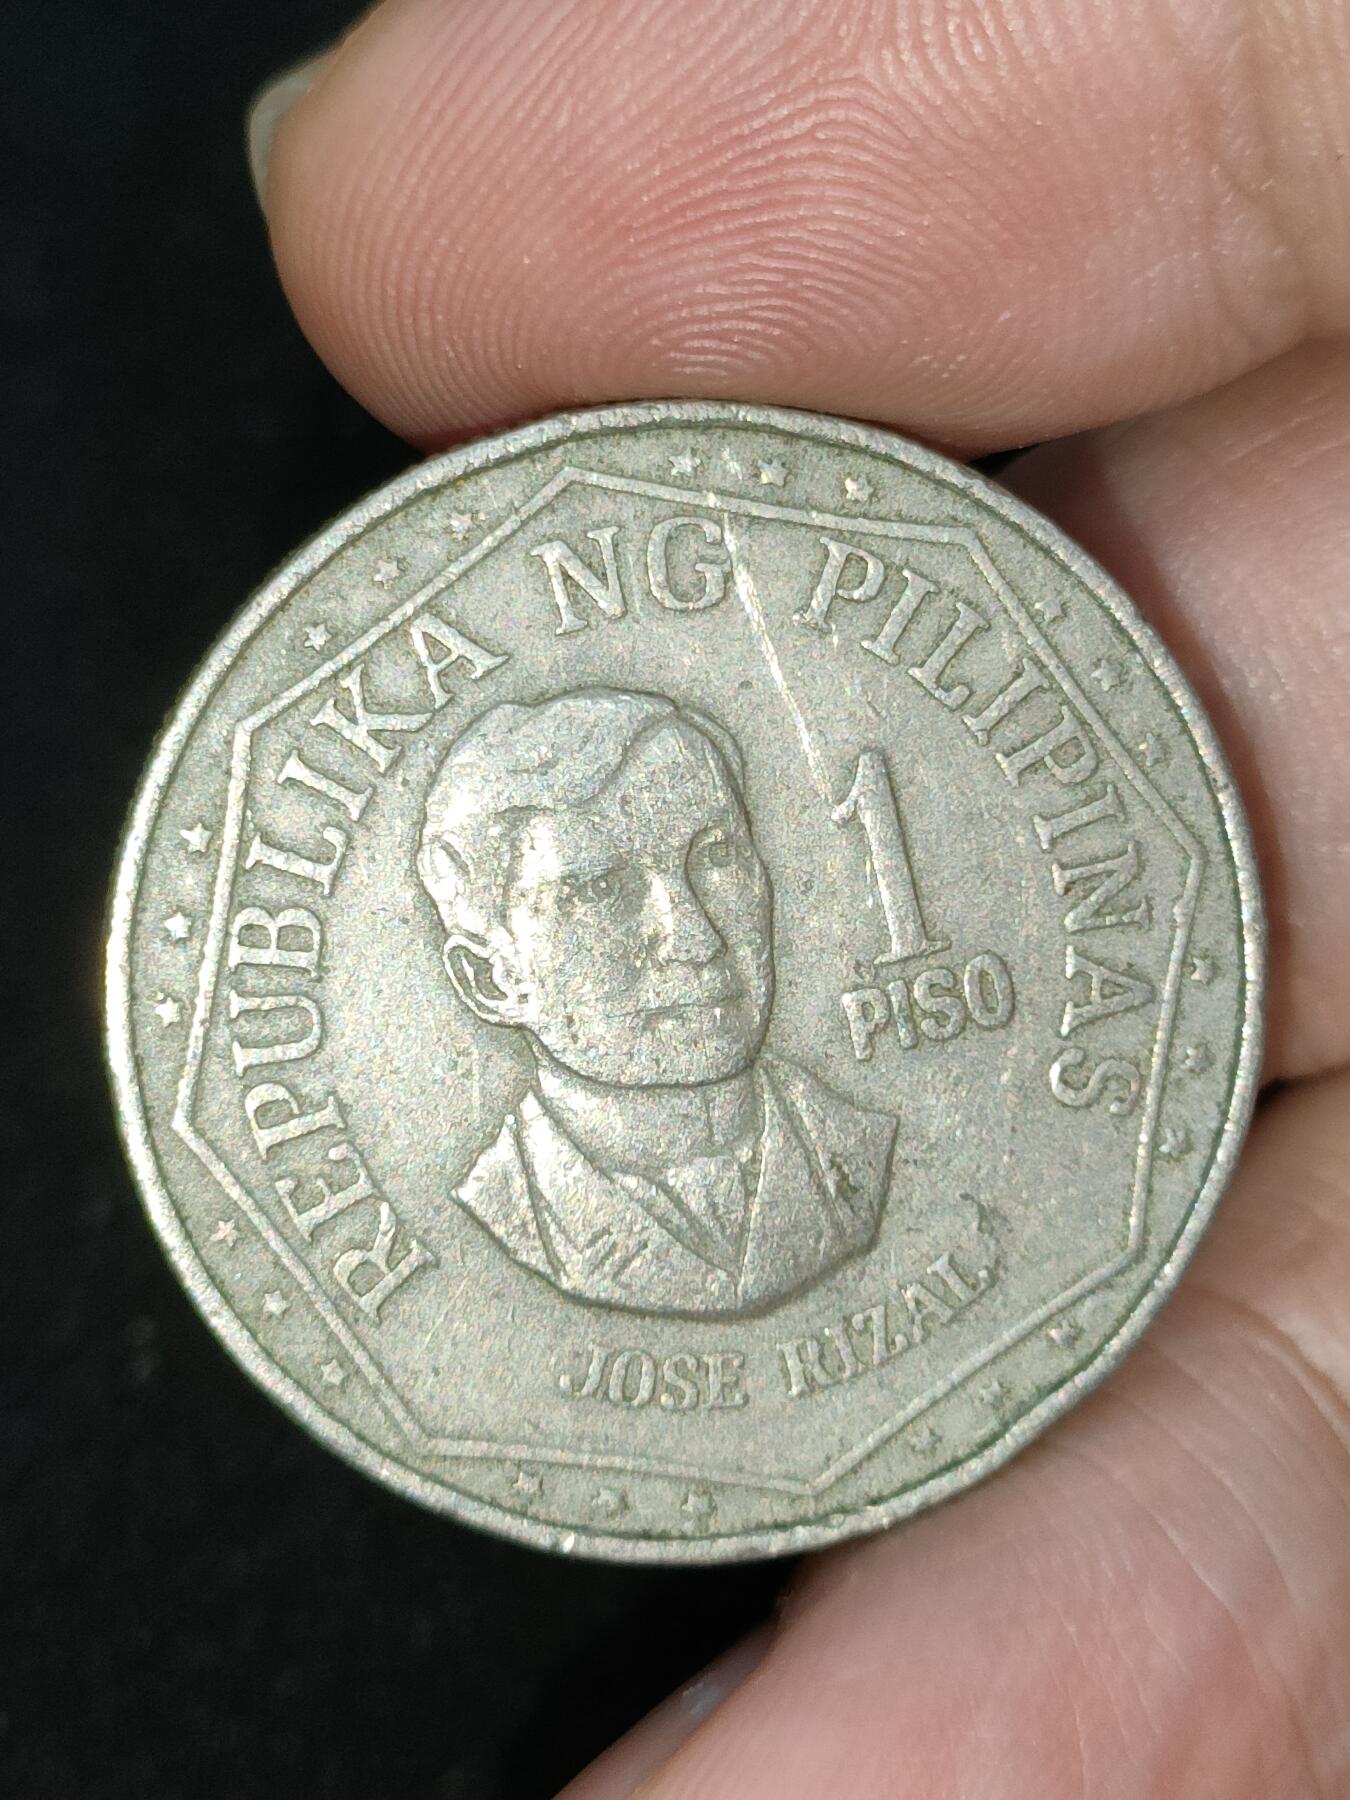 REPUBLIKA NG PILIPINAS
1
PISO
JOSE RIZAL